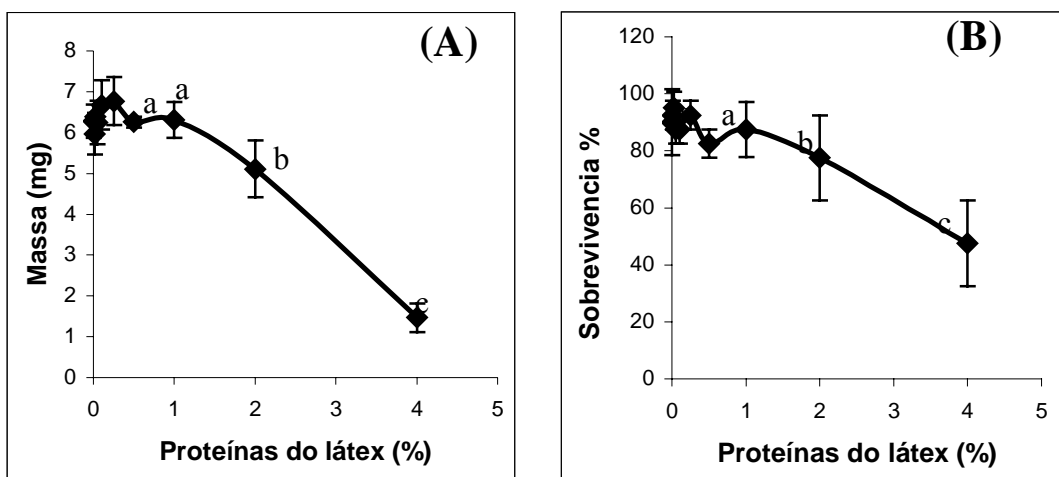 (A)
8
7
6
5
4
3
2
1
0
a
a
b
c
0 1 2 3 4 5
Massa (mg)
Proteínas do látex (%)
(B)
120
100
80
60
40
20
0
a
b
c
0 1 2 3 4 5
Sobrevivencia %
Proteínas do látex (%)